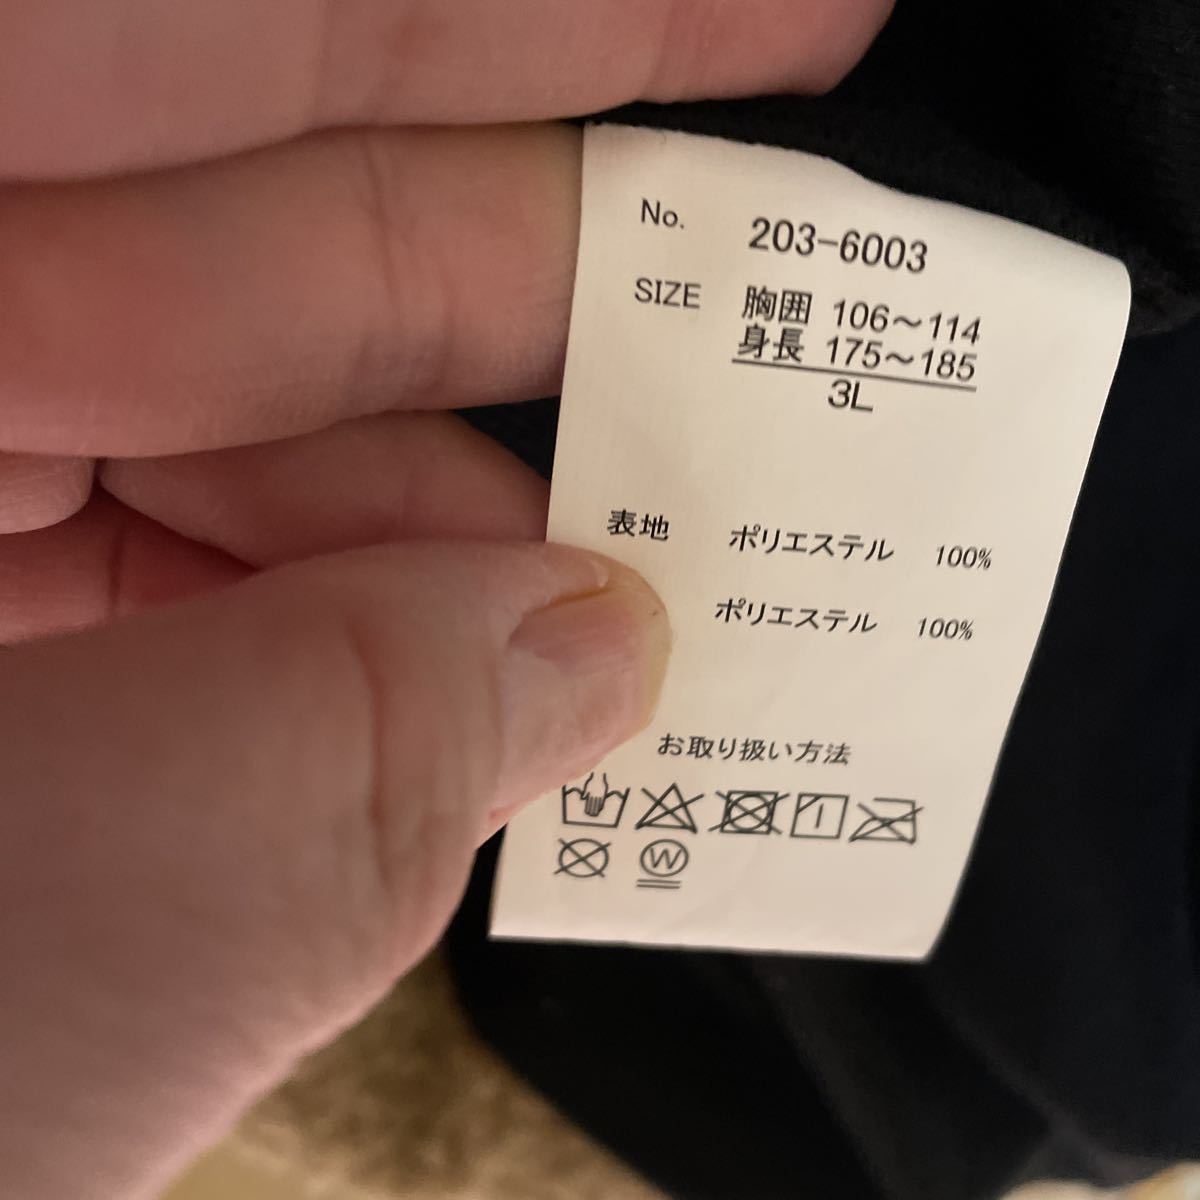 No. 203-6003
SIZE 胸囲 106～114
身長 175～185
3L
表地 ポリエステル 100%
ポリエステル 100%
お取り扱い方法
W